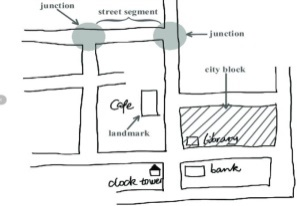 junction
street segment
junction
city block
Cafe
landmark
library
bank
clock tower